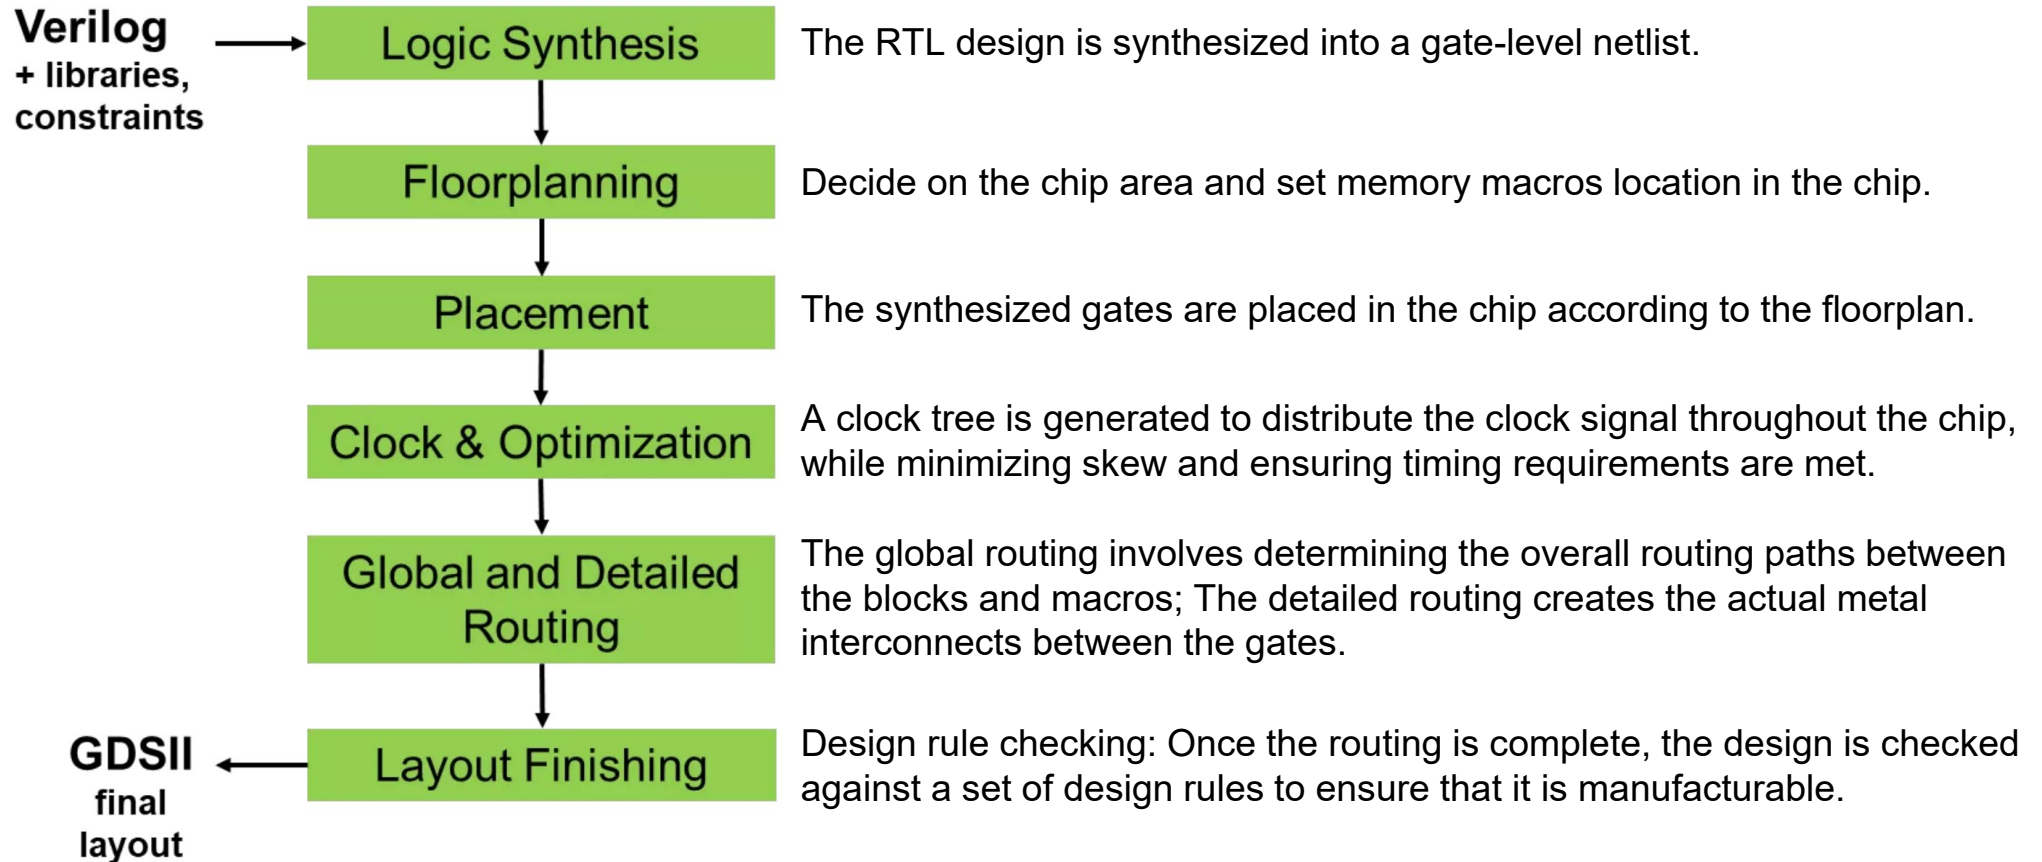 Verilog
+ libraries,
constraints
Logic Synthesis
The RTL design is synthesized into a gate-level netlist.
Floorplanning
Decide on the chip area and set memory macros location in the chip.
Placement
The synthesized gates are placed in the chip according to the floorplan.
Clock & Optimization
A clock tree is generated to distribute the clock signal throughout the chip,
while minimizing skew and ensuring timing requirements are met.
Global and Detailed
Routing
The global routing involves determining the overall routing paths between
the blocks and macros; The detailed routing creates the actual metal
interconnects between the gates.
GDSII
final
layout
Layout Finishing
Design rule checking: Once the routing is complete, the design is checked
against a set of design rules to ensure that it is manufacturable.